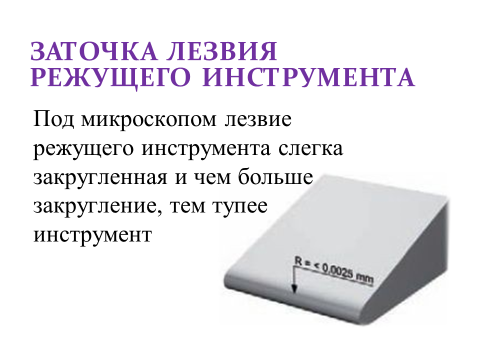 ЗАТОЧКА ЛЕЗВИЯ
РЕЖУЩЕГО ИНСТРУМЕНТА
Под микроскопом лезвие
режущего инструмента слегка
закругленная и чем больше
закругление, тем тупее
инструмент
R = < 0.0025 mm